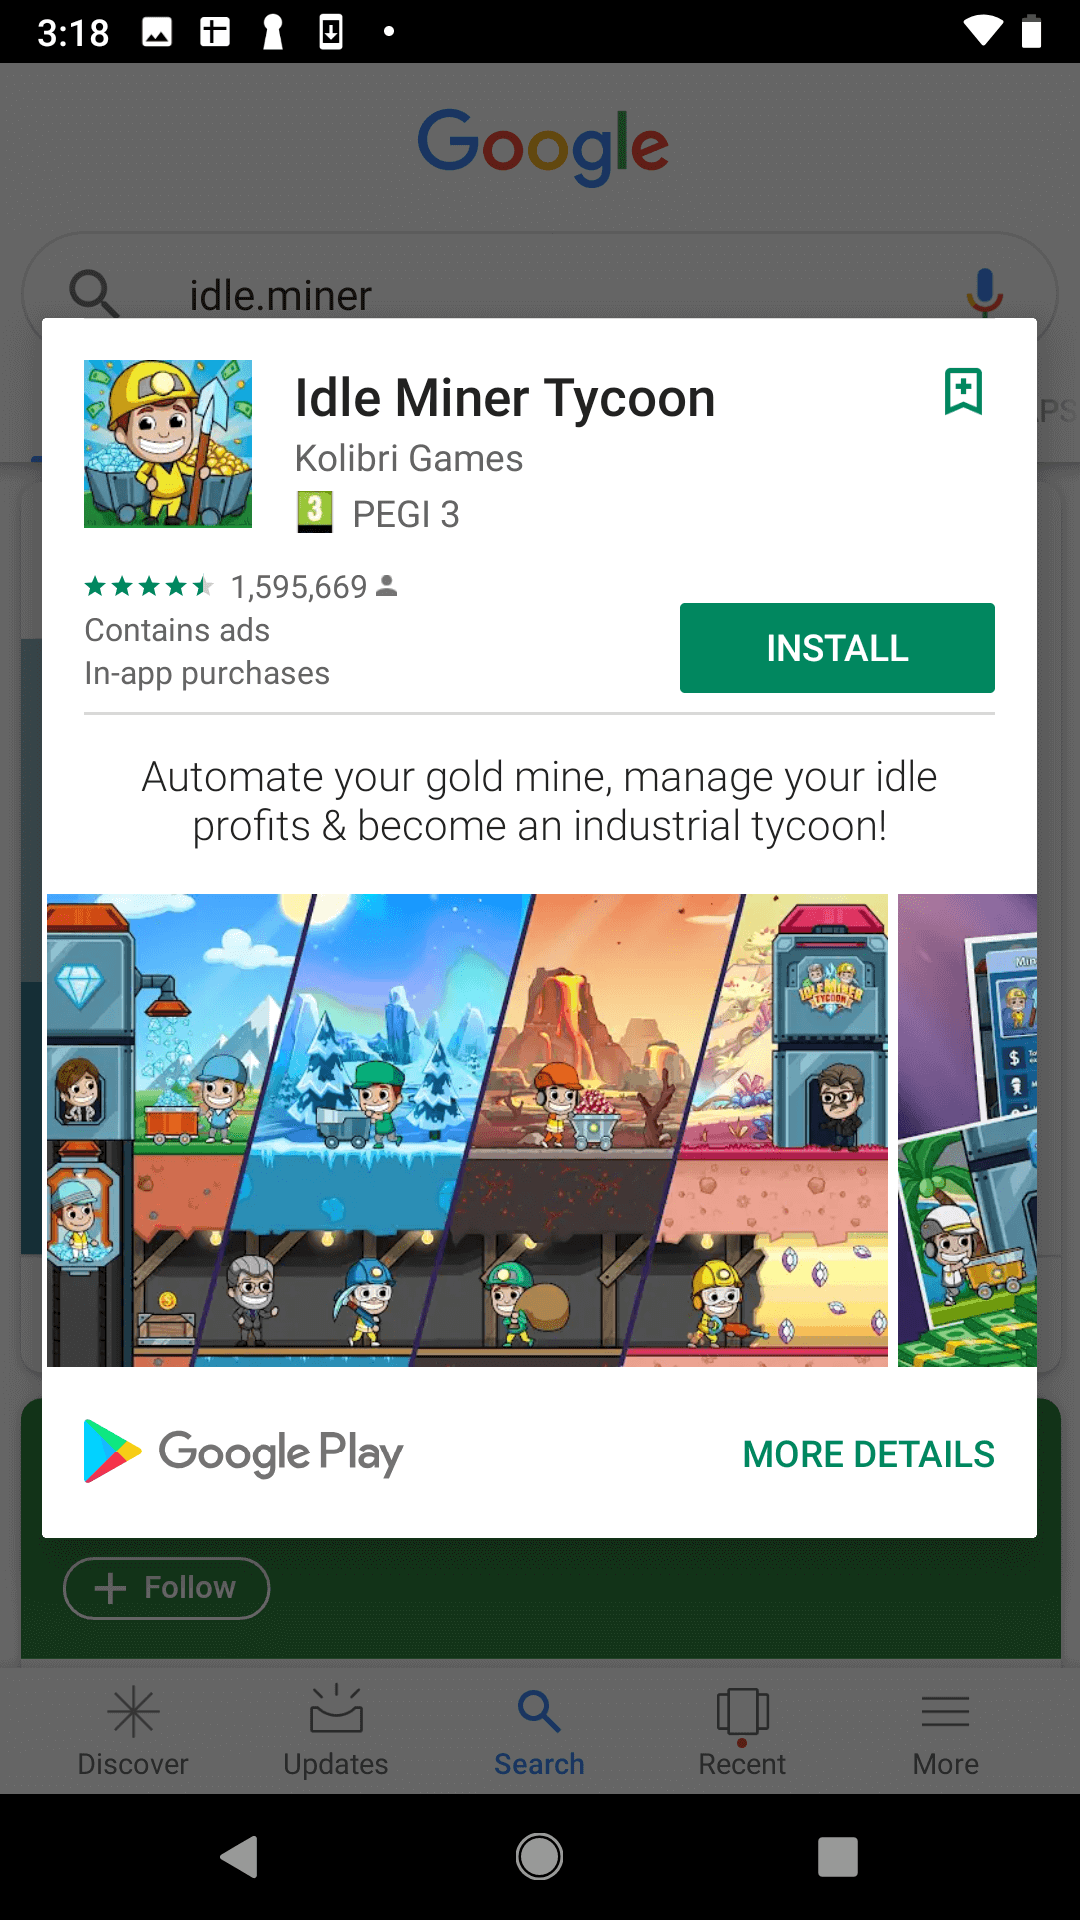 3:18
Google
idle.miner
Idle Miner Tycoon
Kolibri Games
3 PEGI 3
1,595,669
Contains ads
In-app purchases
INSTALL
Automate your gold mine, manage your idle
profits & become an industrial tycoon!
IDLE MINER
TYCOON
Google Play
MORE DETAILS
Follow
Discover
Updates
Search
Recent
More